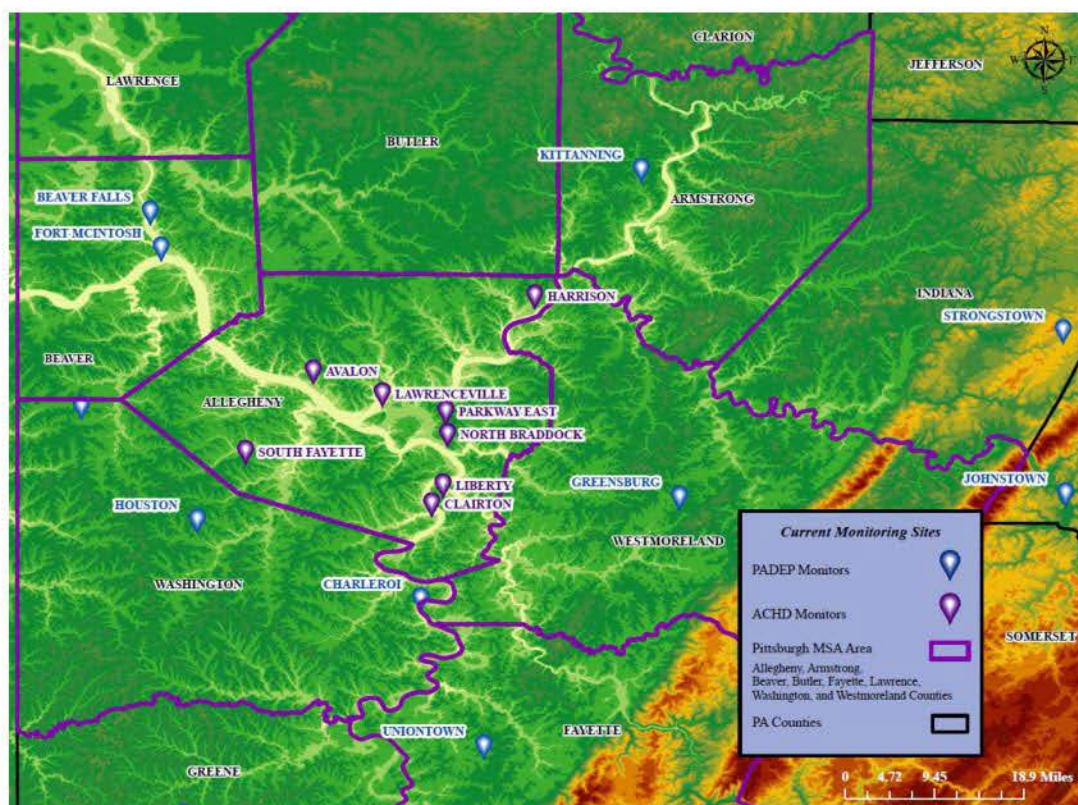 CLARION
JEFFERSON
N
W E
S
LAWRENCE
BUTLER
KITTANNING
ARMSTRONG
BEAVER FALLS
FORT MCINTOSH
INDIANA
HARRISON
STRONGSTOWN
BEAVER
AVALON
LAWRENCEVILLE
ALLEGHENY
PARKWAY EAST
NORTH BRADDOCK
SOUTH FAYETTE
LIBERTY
GREENSBURG
JOHNSTOWN
HOUSTON
CLAIRTON
WESTMORELAND
WASHINGTON
CHARLEROI
Current Monitoring Sites
PADEP Monitors
ACHD Monitors
Pittsburgh MSA Area
Allegheny, Armstrong,
Beaver, Butler, Fayette, Lawrence,
Washington, and Westmoreland Counties
PA Counties
SOMERSET
UNIONTOWN
FAYETTE
GREENE
0 4.72 9.45 18.9 Miles